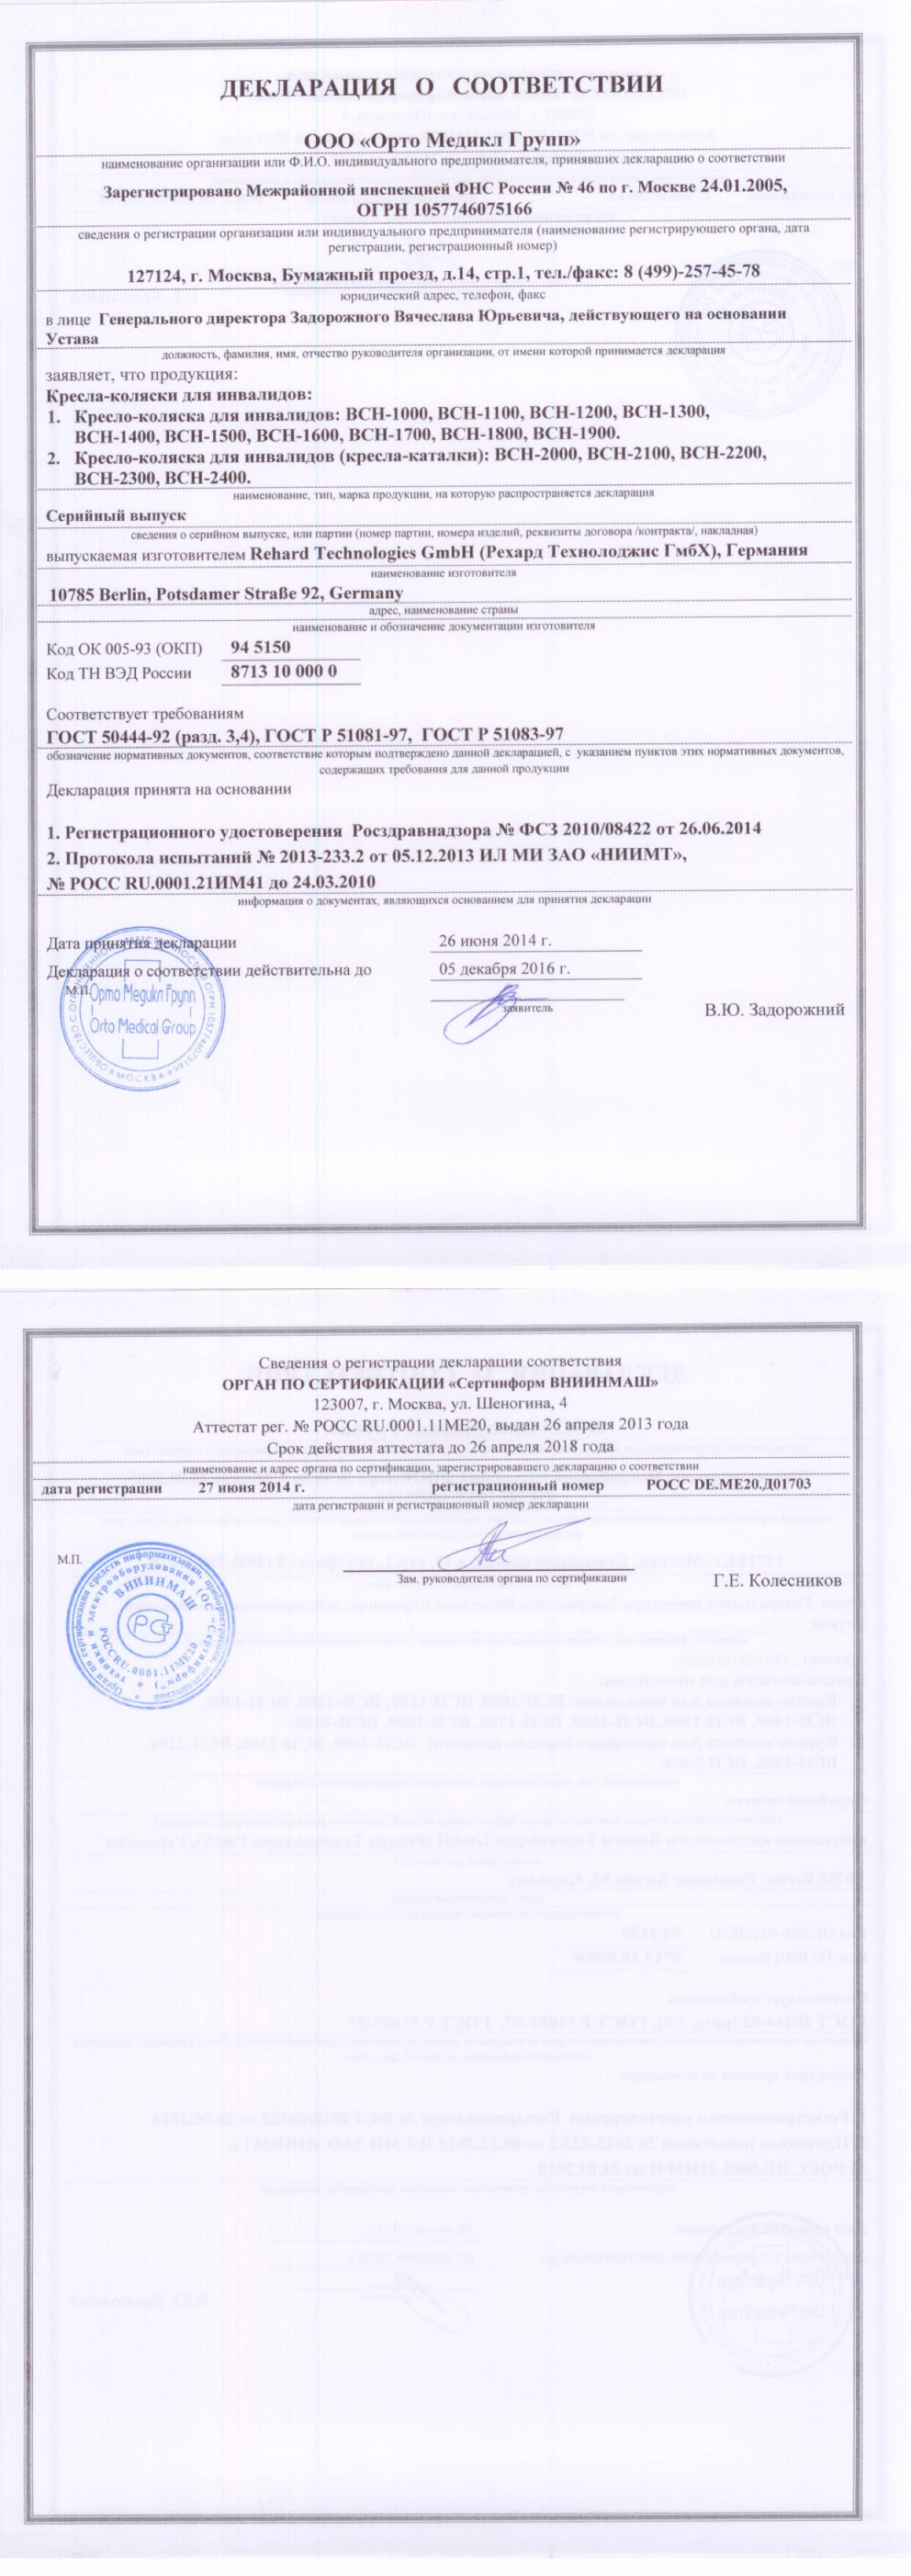 ДЕКЛАРАЦИЯ О СООТВЕТСТВИИ
ООО «Орто Медикл Групп»
наименование организации или Ф.И.О. индивидуального предпринимателя, принявших декларацию о соответствии
Зарегистрировано Межрайонной инспекцией ФНС России № 46 по г. Москве 24.01.2005,
ОГРН 1057746075166
сведения о регистрации организации или индивидуального предпринимателя (наименование регистрирующего органа, дата
регистрации, регистрационный номер)
127124, г. Москва, Бумажный проезд, д.14, стр.1, тел./факс: 8 (499)-257-45-78
юридический адрес, телефон, факс
в лице Генерального директора Задорожного Вячеслава Юрьевича, действующего на основании
Устава
должность, фамилия, имя, отчество руководителя организации, от имени которой принимается декларация
заявляет, что продукция:
Кресла-коляски для инвалидов:
1. Кресло-коляска для инвалидов: ВСН-1000, ВСН-1100, ВСН-1200, ВСН-1300,
ВСН-1400, ВСН-1500, ВСН-1600, ВСН-1700, ВСН-1800, ВСН-1900.
2. Кресло-коляска для инвалидов (кресла-каталки): ВСН-2000, ВСН-2100, ВСН-2200,
ВСН-2300, ВСН-2400.
наименование, тип, марка продукции, на которую распространяется декларация
Серийный выпуск
сведения о серийном выпуске, или партии (номер партии, номера изделий, реквизиты договора /контракта/, накладная)
выпускаемая изготовителем Rehard Technologies GmbH (Рехард Технолоджис ГмбХ), Германия
наименование изготовителя
10785 Berlin, Potsdamer Straße 92, Germany
адрес, наименование страны
наименование и обозначение документации изготовителя
Код ОК 005-93 (ОКП) 94 5150
Код ТН ВЭД России 8713 10 000 0
Соответствует требованиям
ГОСТ 50444-92 (разд. 3,4), ГОСТ Р 51081-97, ГОСТ Р 51083-97
обозначение нормативных документов, соответствие которым подтверждено данной декларацией, с указанием пунктов этих нормативных документов,
содержащих требования для данной продукции
Декларация принята на основании
1. Регистрационного удостоверения Росздравнадзора № ФСЗ 2010/08422 от 26.06.2014
2. Протокола испытаний № 2013-233.2 от 05.12.2013 ИЛ МИ ЗАО «НИИМТ»,
№ РОСС RU.0001.21ИМ41 до 24.03.2010
информация о документах, являющихся основанием для принятия декларации
Дата принятия декларации 26 июня 2014 г.
Декларация о соответствии действительна до 05 декабря 2016 г.
М.П.
Орто Медикл Групп
Orto Medical Group
МОСКВА
заявитель
В.Ю. Задорожний
Сведения о регистрации декларации соответствия
ОРГАН ПО СЕРТИФИКАЦИИ «Сертинформ ВНИИНМАШ»
123007, г. Москва, ул. Шеногина, 4
Аттестат рег. № РОСС RU.0001.11МЕ20, выдан 26 апреля 2013 года
Срок действия аттестата до 26 апреля 2018 года
наименование и адрес органа по сертификации, зарегистрировавшего декларацию о соответствии
дата регистрации 27 июня 2014 г. регистрационный номер РОСС DE.ME20.Д01703
дата регистрации и регистрационный номер декларации
М.П.
Зам. руководителя органа по сертификации
Г.Е. Колесников
ВНИИНМАШ
РОСС RU.0001.11МЕ20